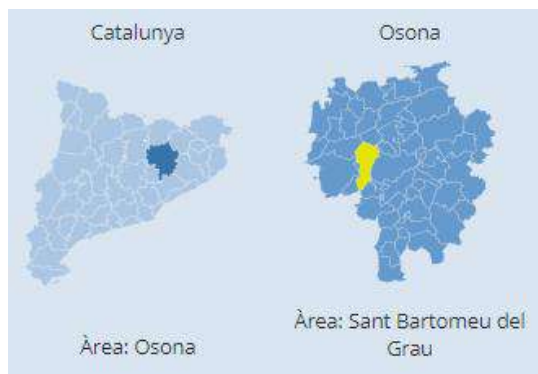 Catalunya
Osona
Àrea: Osona
Àrea: Sant Bartomeu del
Grau